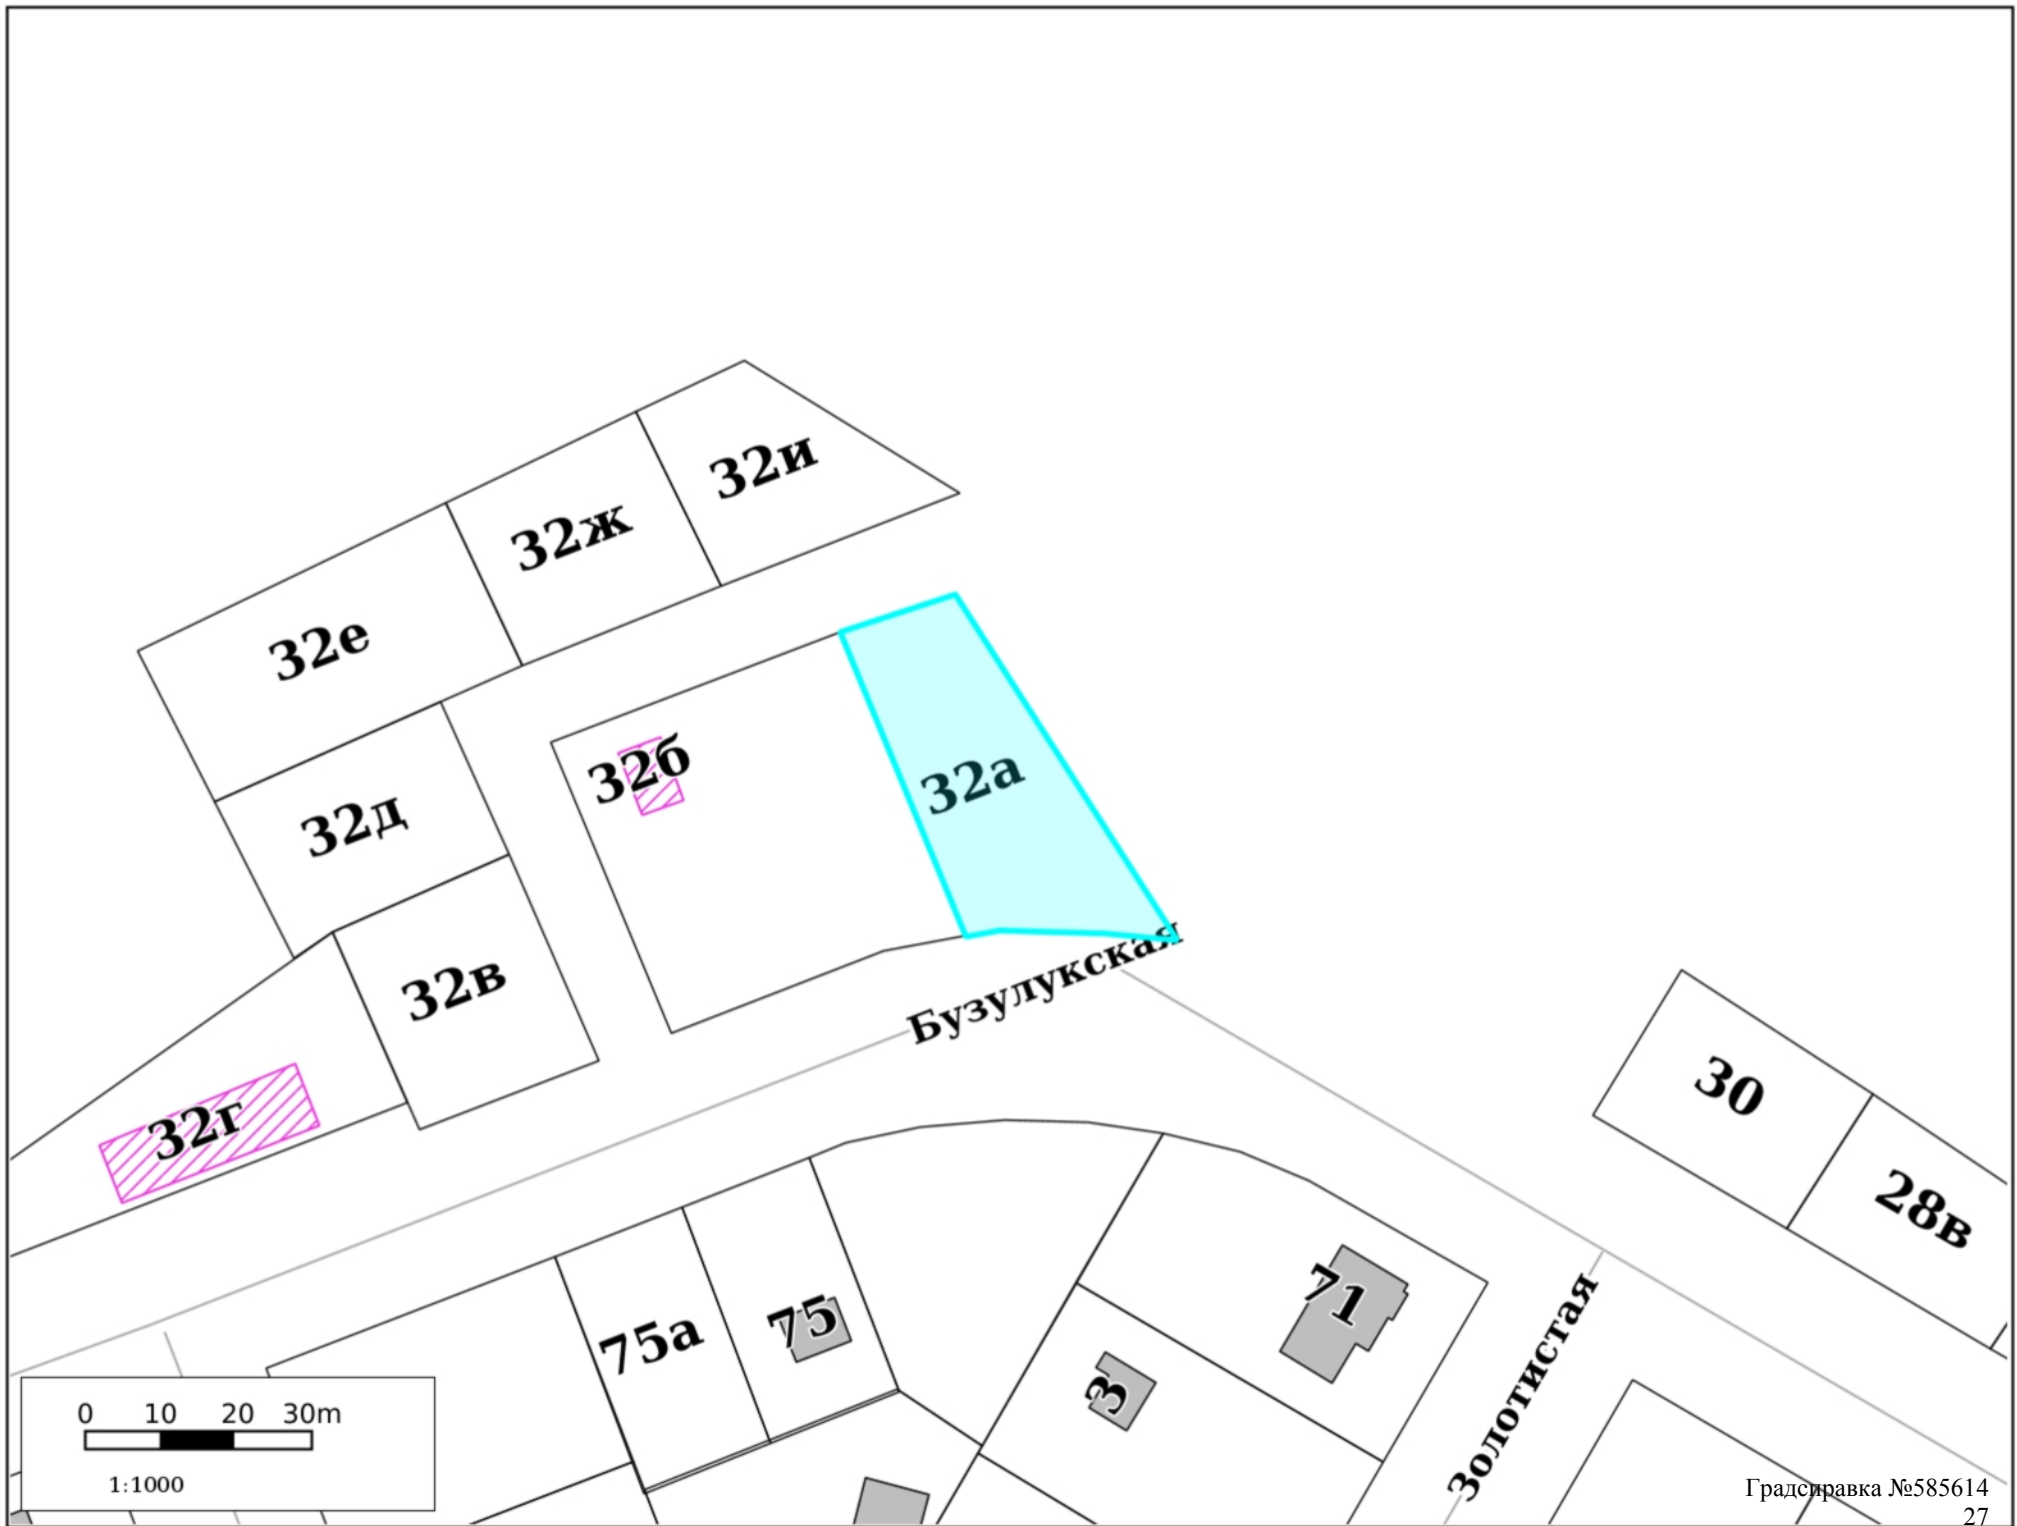 32и
32ж
32е
32б
32а
32д
32в
Бузулукская
30
32г
28в
71
75
75а
3
Золотистая
0 10 20 30m
1:1000
Градсправка №585614
27